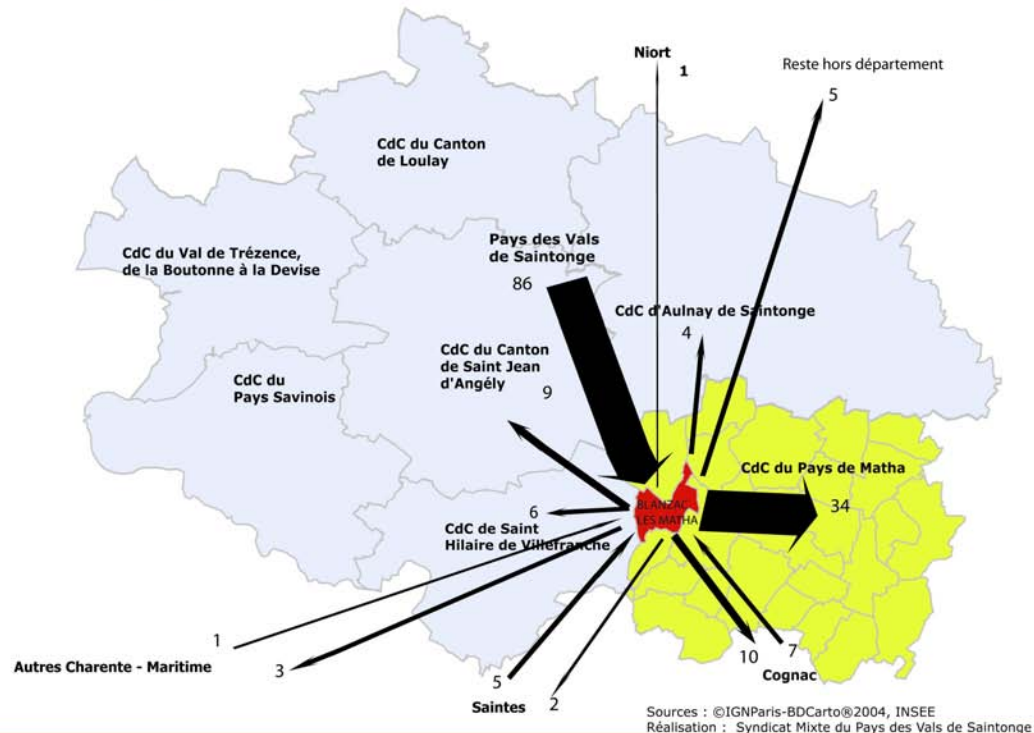 Niort
1
Reste hors département
5
CdC du Canton
de Loulay
Pays des Vals
de Saintonge
86
CdC du Val de Trézence,
de la Boutonne à la Devise
CdC d'Aulnay de Saintonge
4
CdC du Canton
de Saint Jean
d'Angély
9
CdC du
Pays Savinois
CdC du Pays de Matha
34
BLANZAC-
LES MATHA
6
CdC de Saint
Hilaire de Villefranche
1
Autres Charente - Maritime
3
5
Saintes
2
10
7
Cognac
Sources : ©IGNParis-BDCarto®2004, INSEE
Réalisation : Syndicat Mixte du Pays des Vals de Saintonge